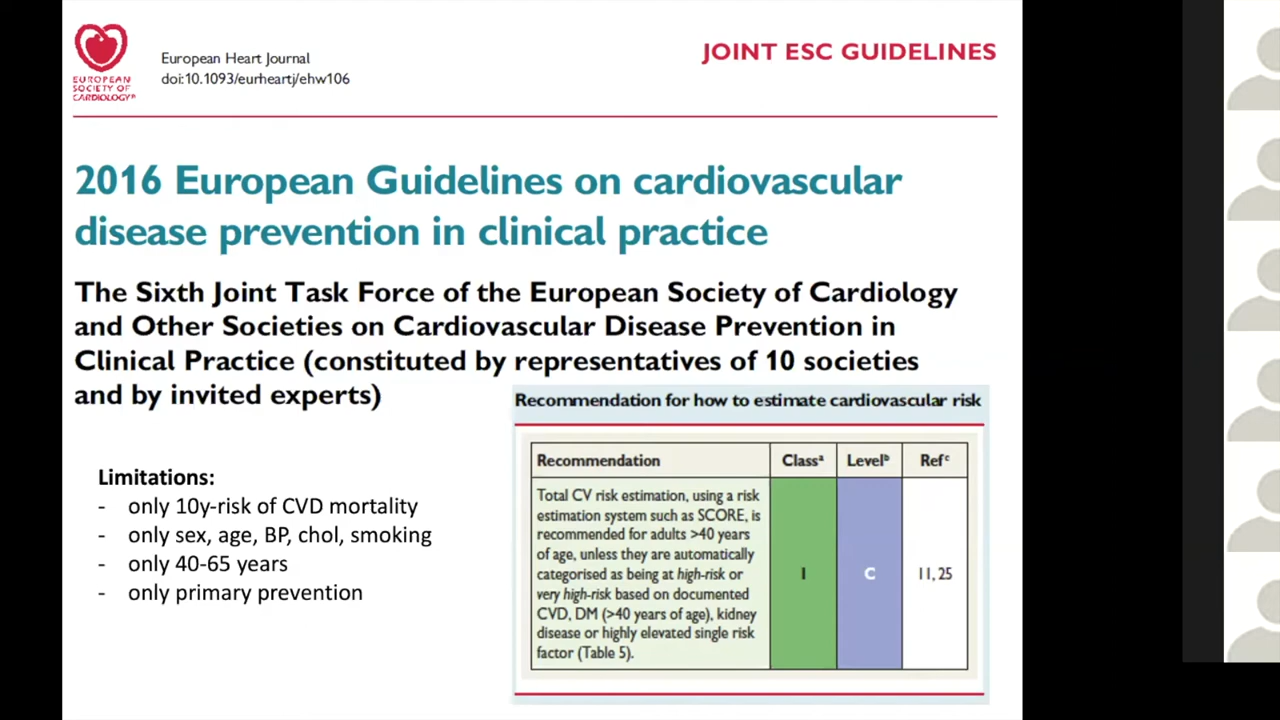 EUROPEAN
SOCIETY OF
CARDIOLOGY®
European Heart Journal
doi:10.1093/eurheartj/ehw106
JOINT ESC GUIDELINES
2016 European Guidelines on cardiovascular
disease prevention in clinical practice
The Sixth Joint Task Force of the European Society of Cardiology
and Other Societies on Cardiovascular Disease Prevention in
Clinical Practice (constituted by representatives of 10 societies
and by invited experts)
Limitations:
- only 10y-risk of CVD mortality
- only sex, age, BP, chol, smoking
- only 40-65 years
- only primary prevention
Recommendation for how to estimate cardiovascular risk
Recommendation Classᵃ Levelᵇ Refᶜ
Total CV risk estimation, using a risk
estimation system such as SCORE, is
recommended for adults >40 years
of age, unless they are automatically
categorised as being at high-risk or
very high-risk based on documented
CVD, DM (>40 years of age), kidney
disease or highly elevated single risk
factor (Table 5).
I C 11, 25